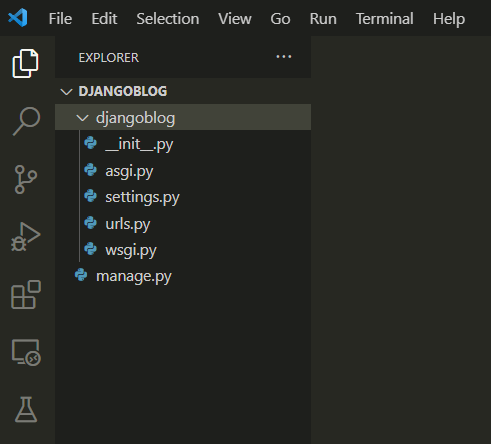 File Edit Selection View Go Run Terminal Help
EXPLORER ...
DJANGOBLOG
djangoblog
__init__.py
asgi.py
settings.py
urls.py
wsgi.py
manage.py